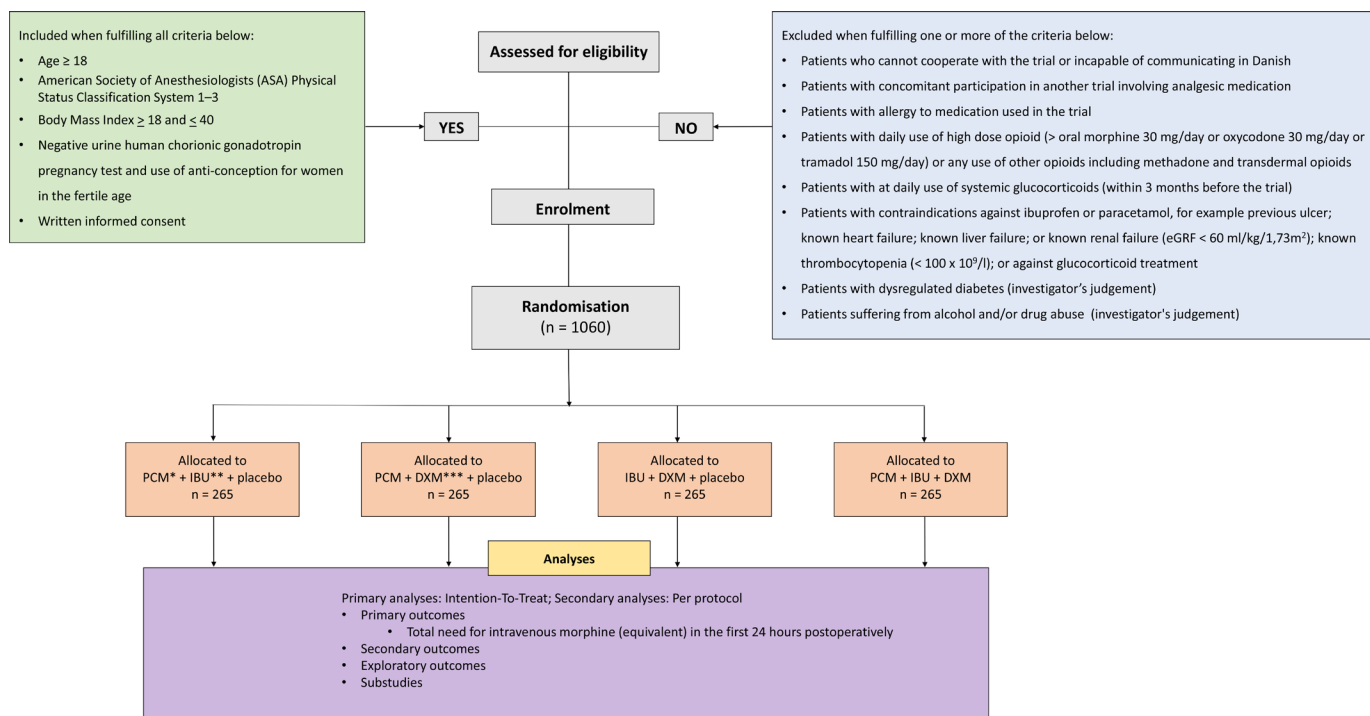 Included when fulfilling all criteria below:
• Age ≥ 18
• American Society of Anesthesiologists (ASA) Physical
Status Classification System 1–3
• Body Mass Index ≥ 18 and ≤ 40
• Negative urine human chorionic gonadotropin
pregnancy test and use of anti-conception for women
in the fertile age
• Written informed consent
Assessed for eligibility
YES
NO
Excluded when fulfilling one or more of the criteria below:
• Patients who cannot cooperate with the trial or incapable of communicating in Danish
• Patients with concomitant participation in another trial involving analgesic medication
• Patients with allergy to medication used in the trial
• Patients with daily use of high dose opioid (> oral morphine 30 mg/day or oxycodone 30 mg/day or
tramadol 150 mg/day) or any use of other opioids including methadone and transdermal opioids
• Patients with at daily use of systemic glucocorticoids (within 3 months before the trial)
• Patients with contraindications against ibuprofen or paracetamol, for example previous ulcer;
known heart failure; known liver failure; or known renal failure (eGRF < 60 ml/kg/1,73m²); known
thrombocytopenia (< 100 x 10⁹/l); or against glucocorticoid treatment
• Patients with dysregulated diabetes (investigator’s judgement)
• Patients suffering from alcohol and/or drug abuse (investigator's judgement)
Enrolment
Randomisation
(n = 1060)
Allocated to
PCM* + IBU** + placebo
n = 265
Allocated to
PCM + DXM*** + placebo
n = 265
Allocated to
IBU + DXM + placebo
n = 265
Allocated to
PCM + IBU + DXM
n = 265
Analyses
Primary analyses: Intention-To-Treat; Secondary analyses: Per protocol
• Primary outcomes
• Total need for intravenous morphine (equivalent) in the first 24 hours postoperatively
• Secondary outcomes
• Exploratory outcomes
• Substudies